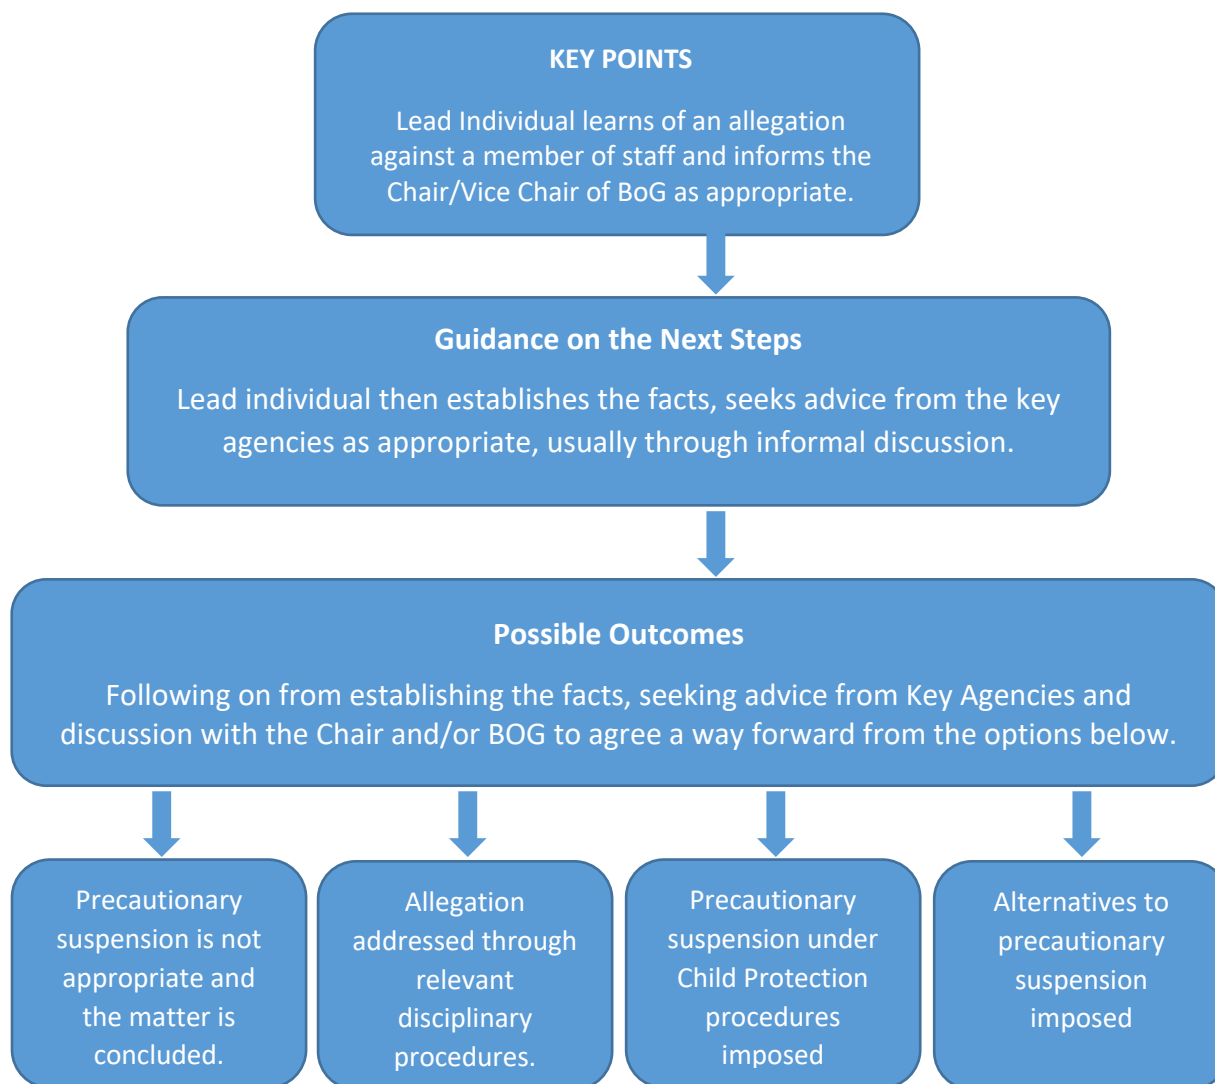 KEY POINTS
Lead Individual learns of an allegation
against a member of staff and informs the
Chair/Vice Chair of BoG as appropriate.
Guidance on the Next Steps
Lead individual then establishes the facts, seeks advice from the key
agencies as appropriate, usually through informal discussion.
Possible Outcomes
Following on from establishing the facts, seeking advice from Key Agencies and
discussion with the Chair and/or BOG to agree a way forward from the options below.
Precautionary
suspension is not
appropriate and
the matter is
concluded.
Allegation
addressed through
relevant
disciplinary
procedures.
Precautionary
suspension under
Child Protection
procedures
imposed
Alternatives to
precautionary
suspension
imposed